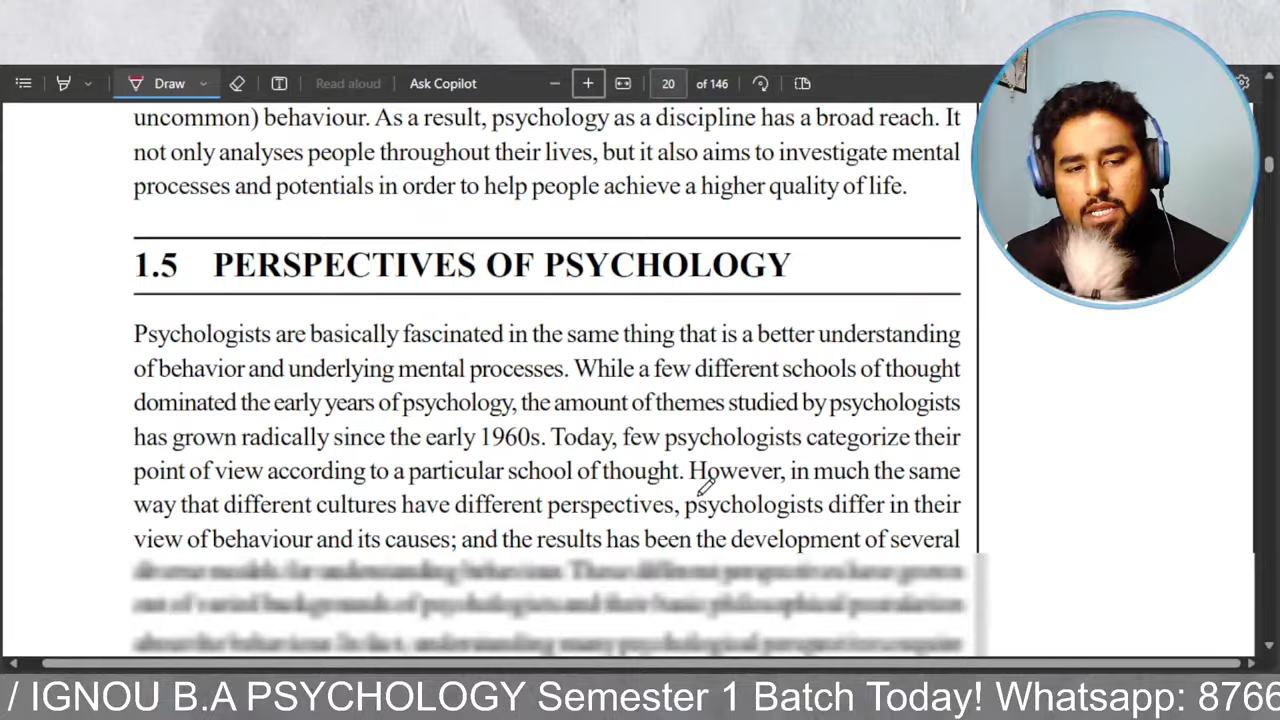 Draw
Read aloud
Ask Copilot
20 of 146
uncommon) behaviour. As a result, psychology as a discipline has a broad reach. It
not only analyses people throughout their lives, but it also aims to investigate mental
processes and potentials in order to help people achieve a higher quality of life.
1.5 PERSPECTIVES OF PSYCHOLOGY
Psychologists are basically fascinated in the same thing that is a better understanding
of behavior and underlying mental processes. While a few different schools of thought
dominated the early years of psychology, the amount of themes studied by psychologists
has grown radically since the early 1960s. Today, few psychologists categorize their
point of view according to a particular school of thought. However, in much the same
way that different cultures have different perspectives, psychologists differ in their
view of behaviour and its causes; and the results has been the development of several
/ IGNOU B.A PSYCHOLOGY Semester 1 Batch Today! Whatsapp: 8766